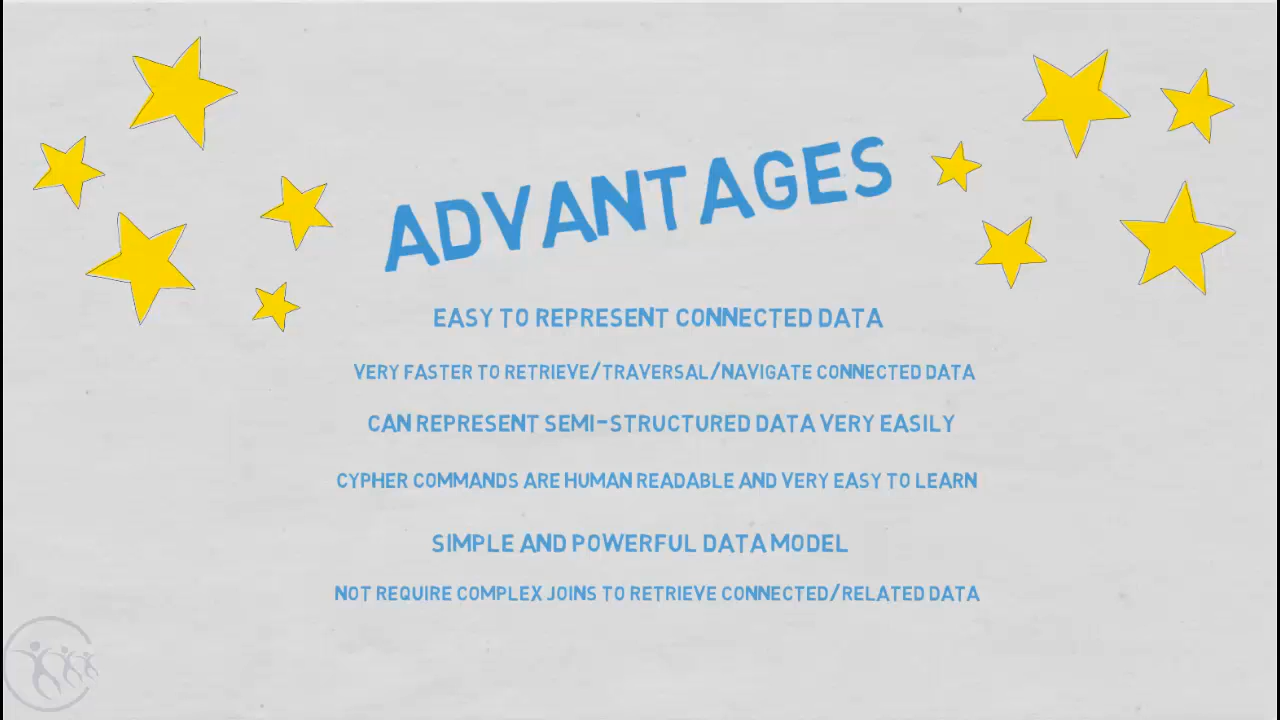 ADVANTAGES
EASY TO REPRESENT CONNECTED DATA
VERY FASTER TO RETRIEVE/TRAVERSAL/NAVIGATE CONNECTED DATA
CAN REPRESENT SEMI-STRUCTURED DATA VERY EASILY
CYPHER COMMANDS ARE HUMAN READABLE AND VERY EASY TO LEARN
SIMPLE AND POWERFUL DATA MODEL
NOT REQUIRE COMPLEX JOINS TO RETRIEVE CONNECTED/RELATED DATA